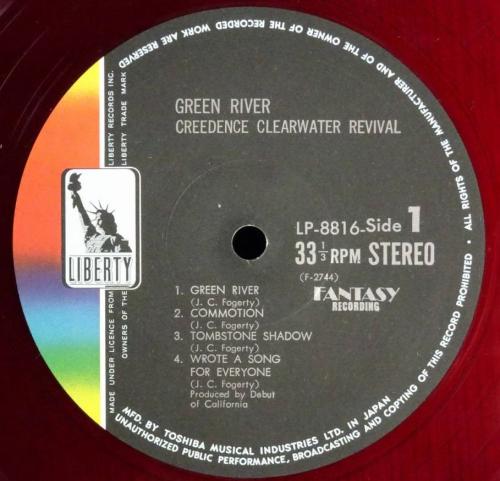 GREEN RIVER
CREEDENCE CLEARWATER REVIVAL
LIBERTY
LP-8816-Side 1
33 1/3 RPM STEREO
(F-2744)
FANTASY
RECORDING
1. GREEN RIVER
(J. C. Fogerty)
2. COMMOTION
(J. C. Fogerty)
3. TOMBSTONE SHADOW
(J. C. Fogerty)
4. WROTE A SONG
FOR EVERYONE
(J. C. Fogerty)
Produced by Debut
of California
MADE UNDER LICENCE FROM LIBERTY RECORDS INC.
OWNERS OF THE LIBERTY TRADE MARK
ALL RIGHTS OF THE MANUFACTURER AND OF THE OWNER OF THE RECORDED WORK ARE RESERVED
UNAUTHORIZED PUBLIC PERFORMANCE, BROADCASTING AND COPYING OF THIS RECORD PROHIBITED •
MFD. BY TOSHIBA MUSICAL INDUSTRIES LTD. IN JAPAN